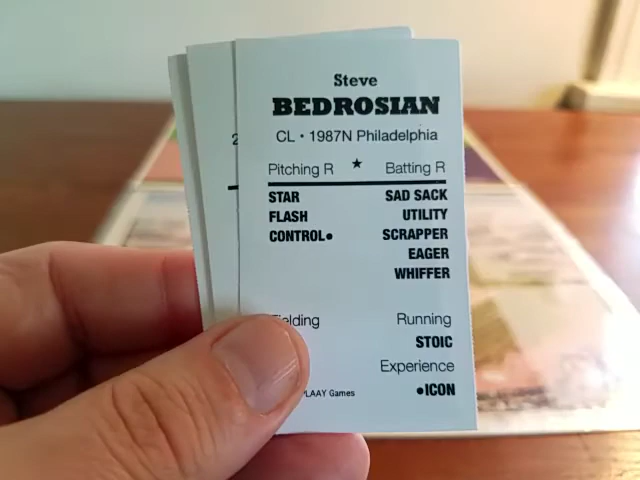 Steve
BEDROSIAN
CL • 1987N Philadelphia
Pitching R ★ Batting R
STAR SAD SACK
FLASH UTILITY
CONTROL● SCRAPPER
EAGER
WHIFFER
Running
STOIC
Experience
●ICON
PLAAY Games
2